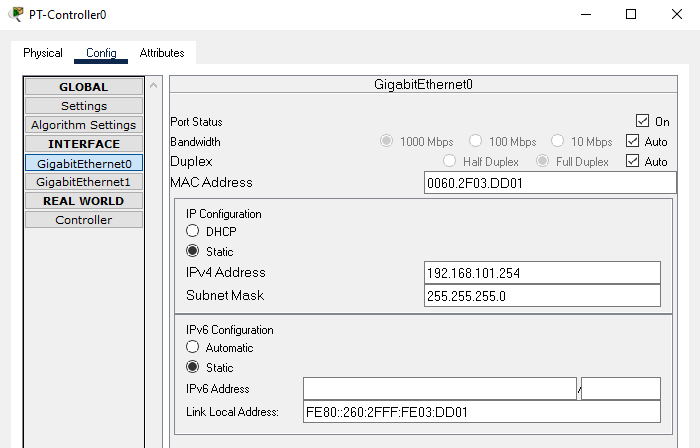 PT-Controller0
Physical Config Attributes
GLOBAL
Settings
Algorithm Settings
INTERFACE
GigabitEthernet0
GigabitEthernet1
REAL WORLD
Controller
GigabitEthernet0
Port Status On
Bandwidth 1000 Mbps 100 Mbps 10 Mbps Auto
Duplex Half Duplex Full Duplex Auto
MAC Address 0060.2F03.DD01
IP Configuration
DHCP
Static
IPv4 Address 192.168.101.254
Subnet Mask 255.255.255.0
IPv6 Configuration
Automatic
Static
IPv6 Address /
Link Local Address: FE80::260:2FFF:FE03:DD01